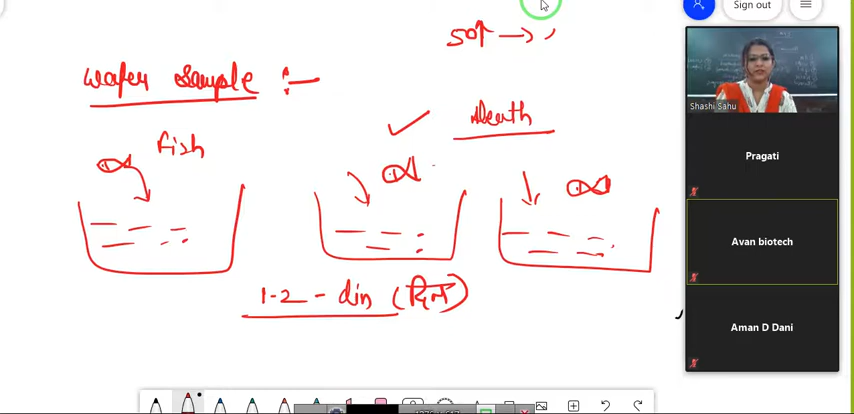 Sign out
50% →
Water Sample :-
Shashi Sahu
Death
Fish
Pragati
Avan biotech
1-2 - din (दिन)
Aman D Dani